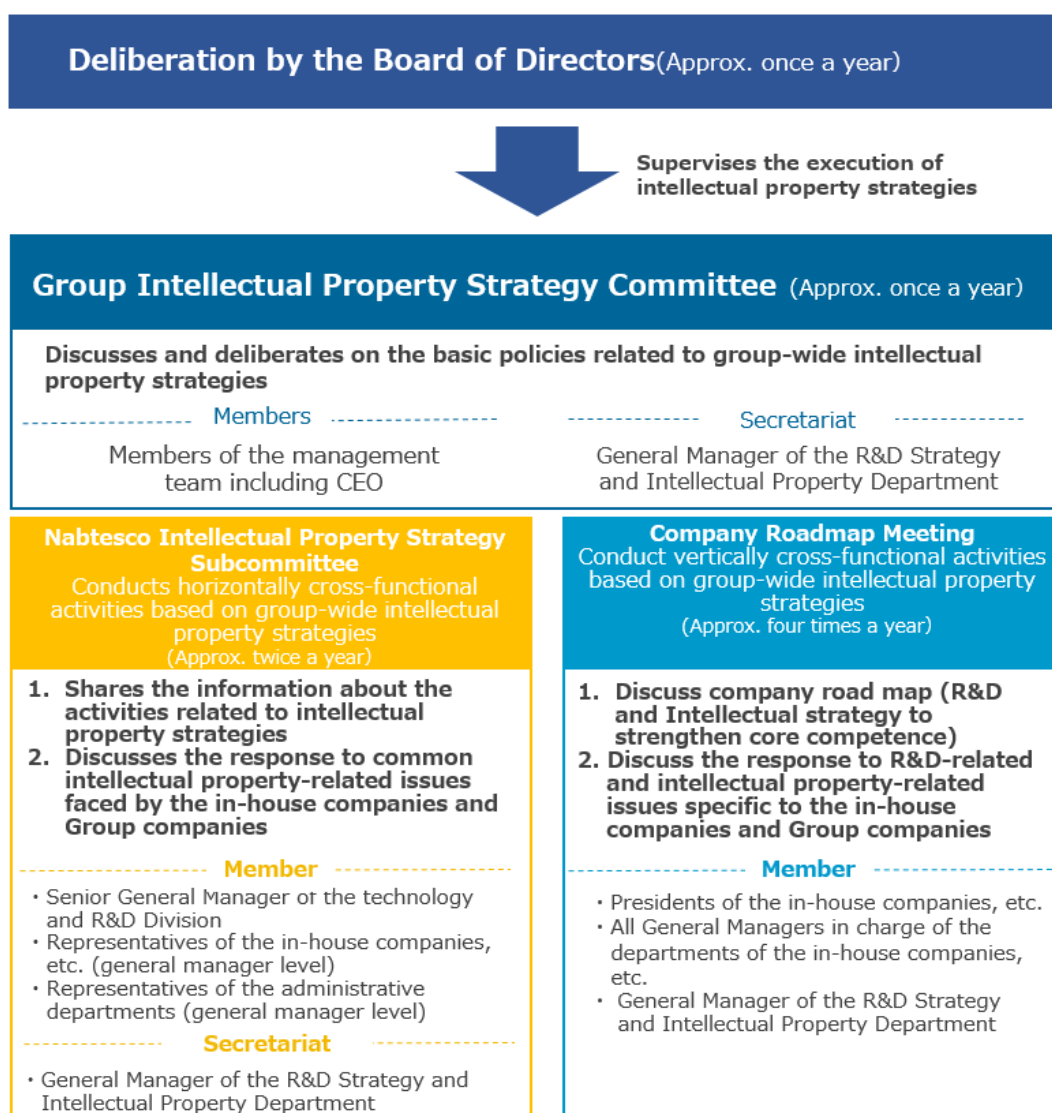 Deliberation by the Board of Directors(Approx. once a year)
Supervises the execution of
intellectual property strategies
Group Intellectual Property Strategy Committee (Approx. once a year)
Discusses and deliberates on the basic policies related to group-wide intellectual
property strategies
Members
Members of the management
team including CEO
Secretariat
General Manager of the R&D Strategy
and Intellectual Property Department
Nabtesco Intellectual Property Strategy
Subcommittee
Conducts horizontally cross-functional
activities based on group-wide intellectual
property strategies
(Approx. twice a year)
1. Shares the information about the
activities related to intellectual
property strategies
2. Discusses the response to common
intellectual property-related issues
faced by the in-house companies and
Group companies
Member
・Senior General Manager of the technology
and R&D Division
・Representatives of the in-house companies,
etc. (general manager level)
・Representatives of the administrative
departments (general manager level)
Secretariat
・General Manager of the R&D Strategy and
Intellectual Property Department
Company Roadmap Meeting
Conduct vertically cross-functional activities
based on group-wide intellectual property
strategies
(Approx. four times a year)
1. Discuss company road map (R&D
and Intellectual strategy to
strengthen core competence)
2. Discuss the response to R&D-related
and intellectual property-related
issues specific to the in-house
companies and Group companies
Member
・Presidents of the in-house companies, etc.
・All General Managers in charge of the
departments of the in-house companies,
etc.
・General Manager of the R&D Strategy
and Intellectual Property Department